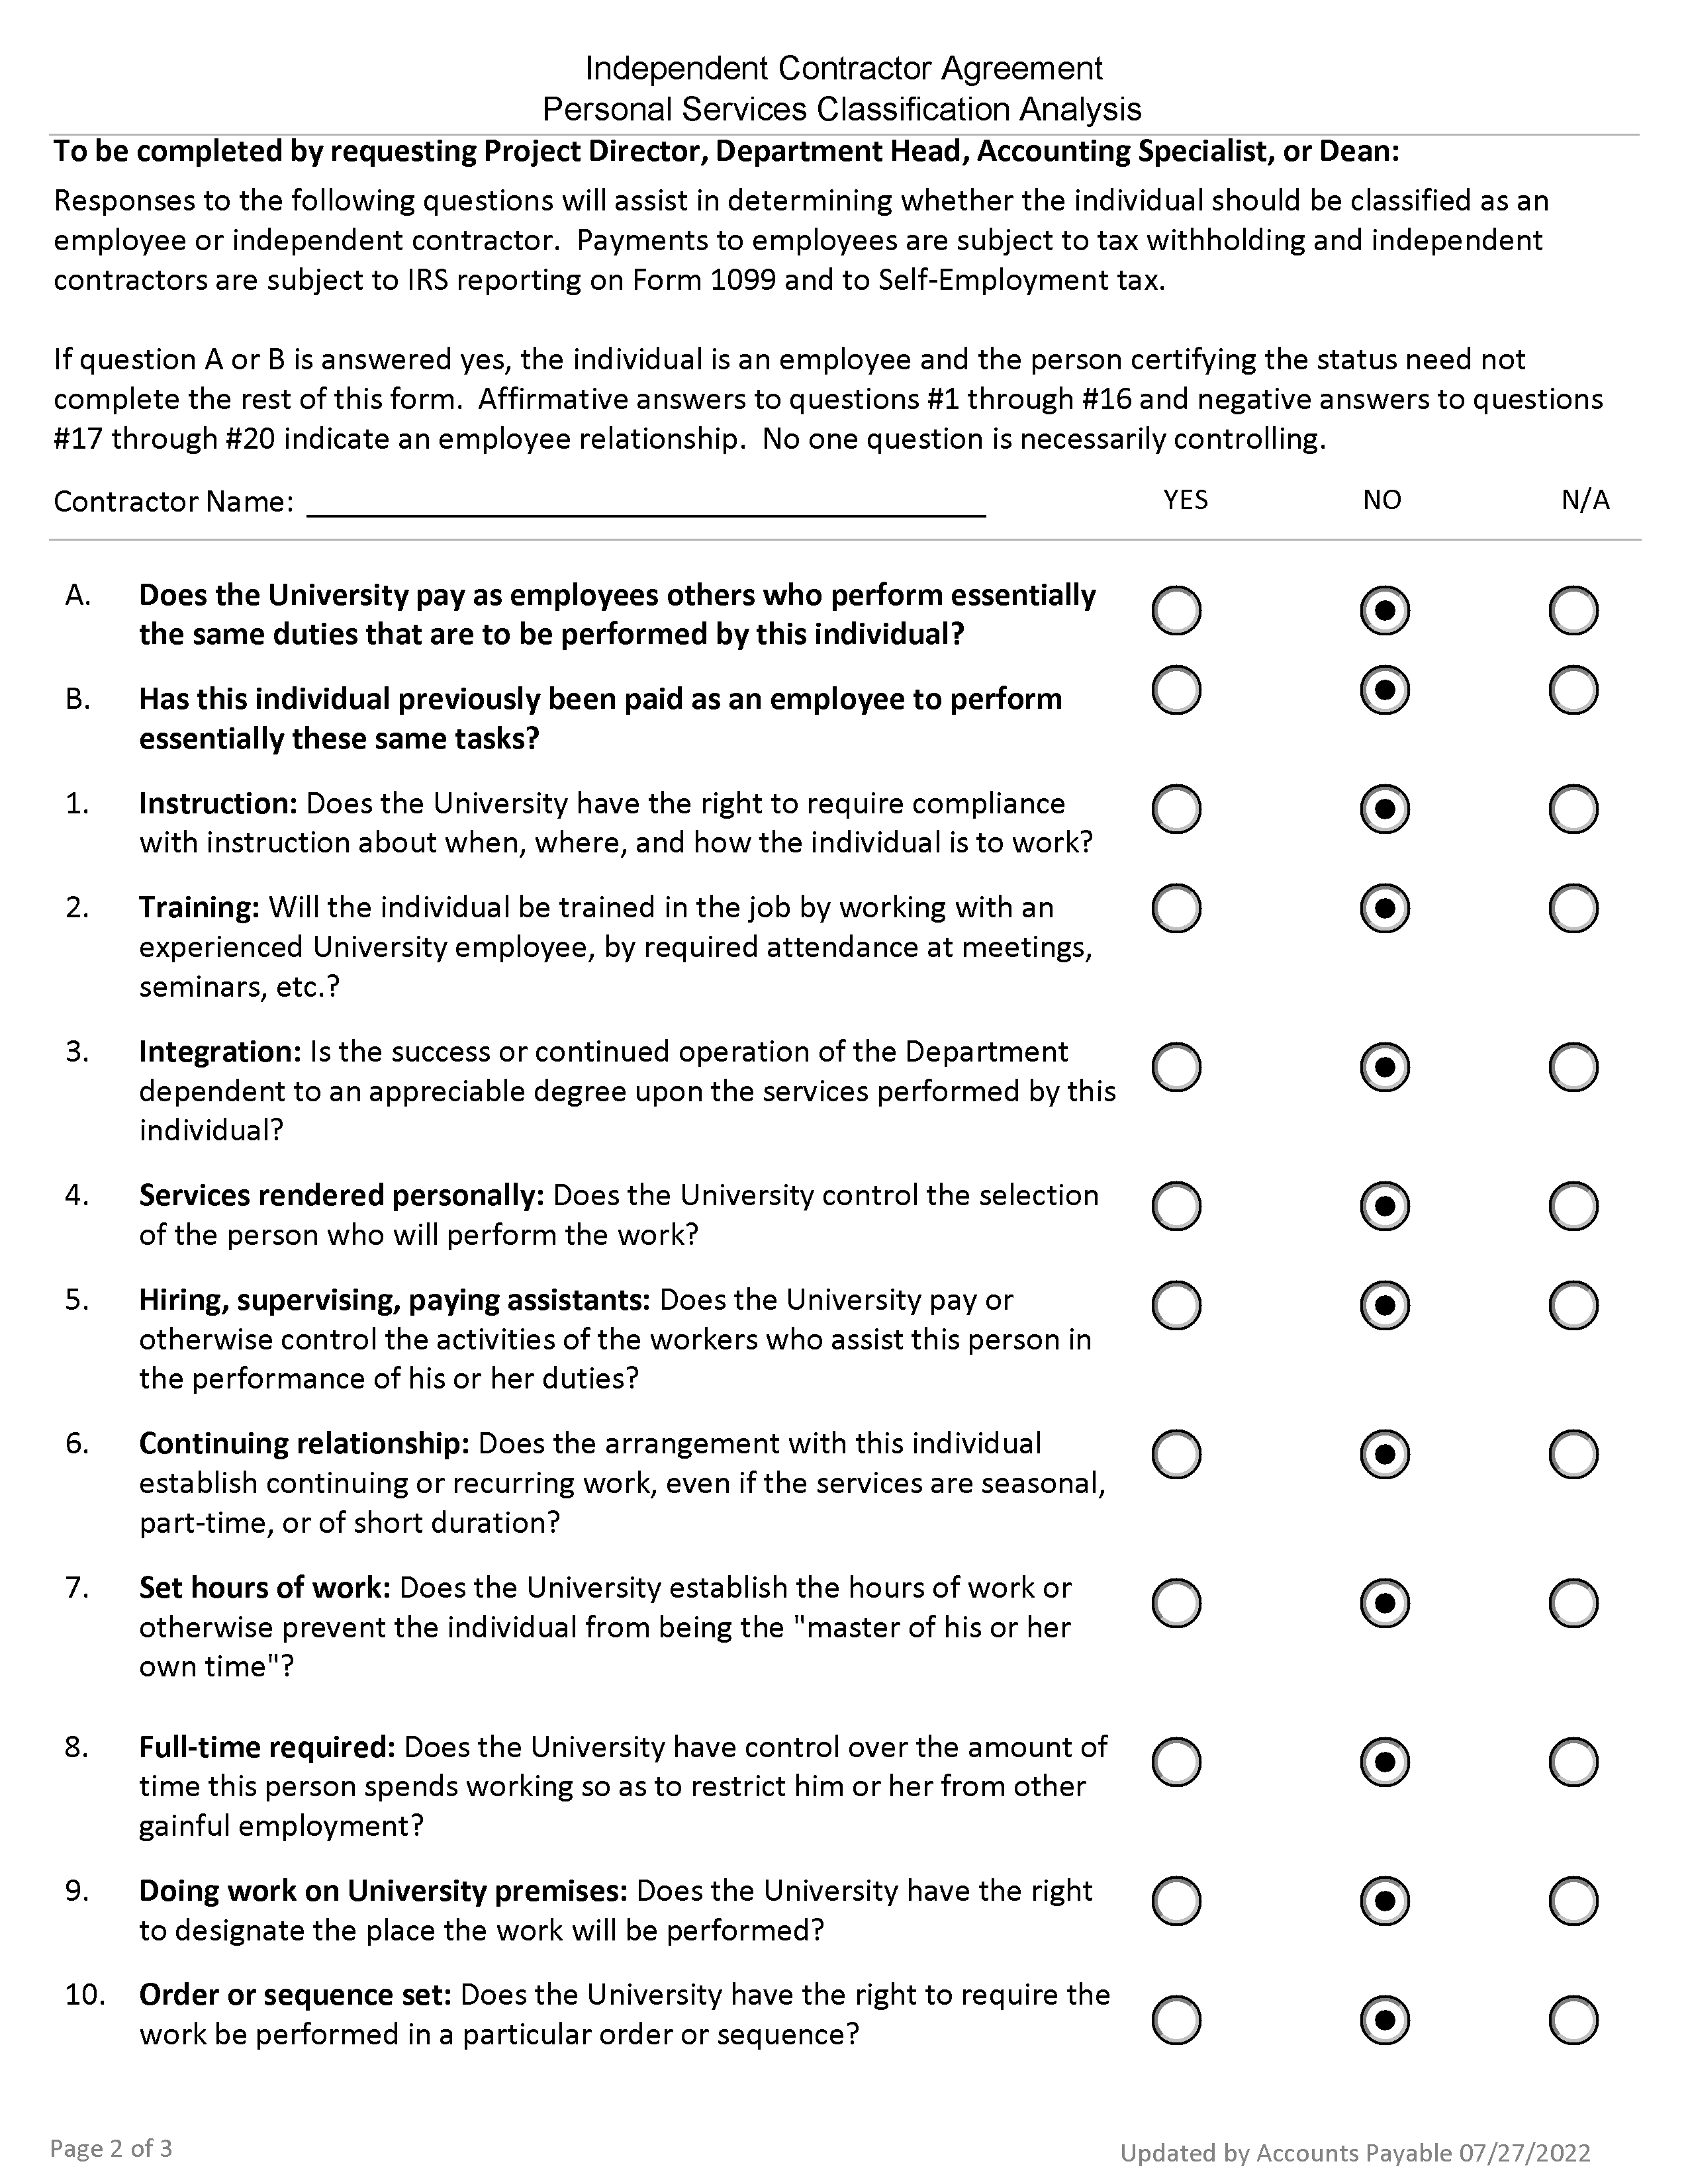 Independent Contractor Agreement
Personal Services Classification Analysis
To be completed by requesting Project Director, Department Head, Accounting Specialist, or Dean:
Responses to the following questions will assist in determining whether the individual should be classified as an
employee or independent contractor.  Payments to employees are subject to tax withholding and independent
contractors are subject to IRS reporting on Form 1099 and to Self-Employment tax.
If question A or B is answered yes, the individual is an employee and the person certifying the status need not
complete the rest of this form.  Affirmative answers to questions #1 through #16 and negative answers to questions
#17 through #20 indicate an employee relationship.  No one question is necessarily controlling.
Contractor Name: YES NO N/A
A. Does the University pay as employees others who perform essentially
the same duties that are to be performed by this individual?
B. Has this individual previously been paid as an employee to perform
essentially these same tasks?
1. Instruction: Does the University have the right to require compliance
with instruction about when, where, and how the individual is to work?
2. Training: Will the individual be trained in the job by working with an
experienced University employee, by required attendance at meetings,
seminars, etc.?
3. Integration: Is the success or continued operation of the Department
dependent to an appreciable degree upon the services performed by this
individual?
4. Services rendered personally: Does the University control the selection
of the person who will perform the work?
5. Hiring, supervising, paying assistants: Does the University pay or
otherwise control the activities of the workers who assist this person in
the performance of his or her duties?
6. Continuing relationship: Does the arrangement with this individual
establish continuing or recurring work, even if the services are seasonal,
part-time, or of short duration?
7. Set hours of work: Does the University establish the hours of work or
otherwise prevent the individual from being the "master of his or her
own time"?
8. Full-time required: Does the University have control over the amount of
time this person spends working so as to restrict him or her from other
gainful employment?
9. Doing work on University premises: Does the University have the right
to designate the place the work will be performed?
10. Order or sequence set: Does the University have the right to require the
work be performed in a particular order or sequence?
Page 2 of 3
Updated by Accounts Payable 07/27/2022